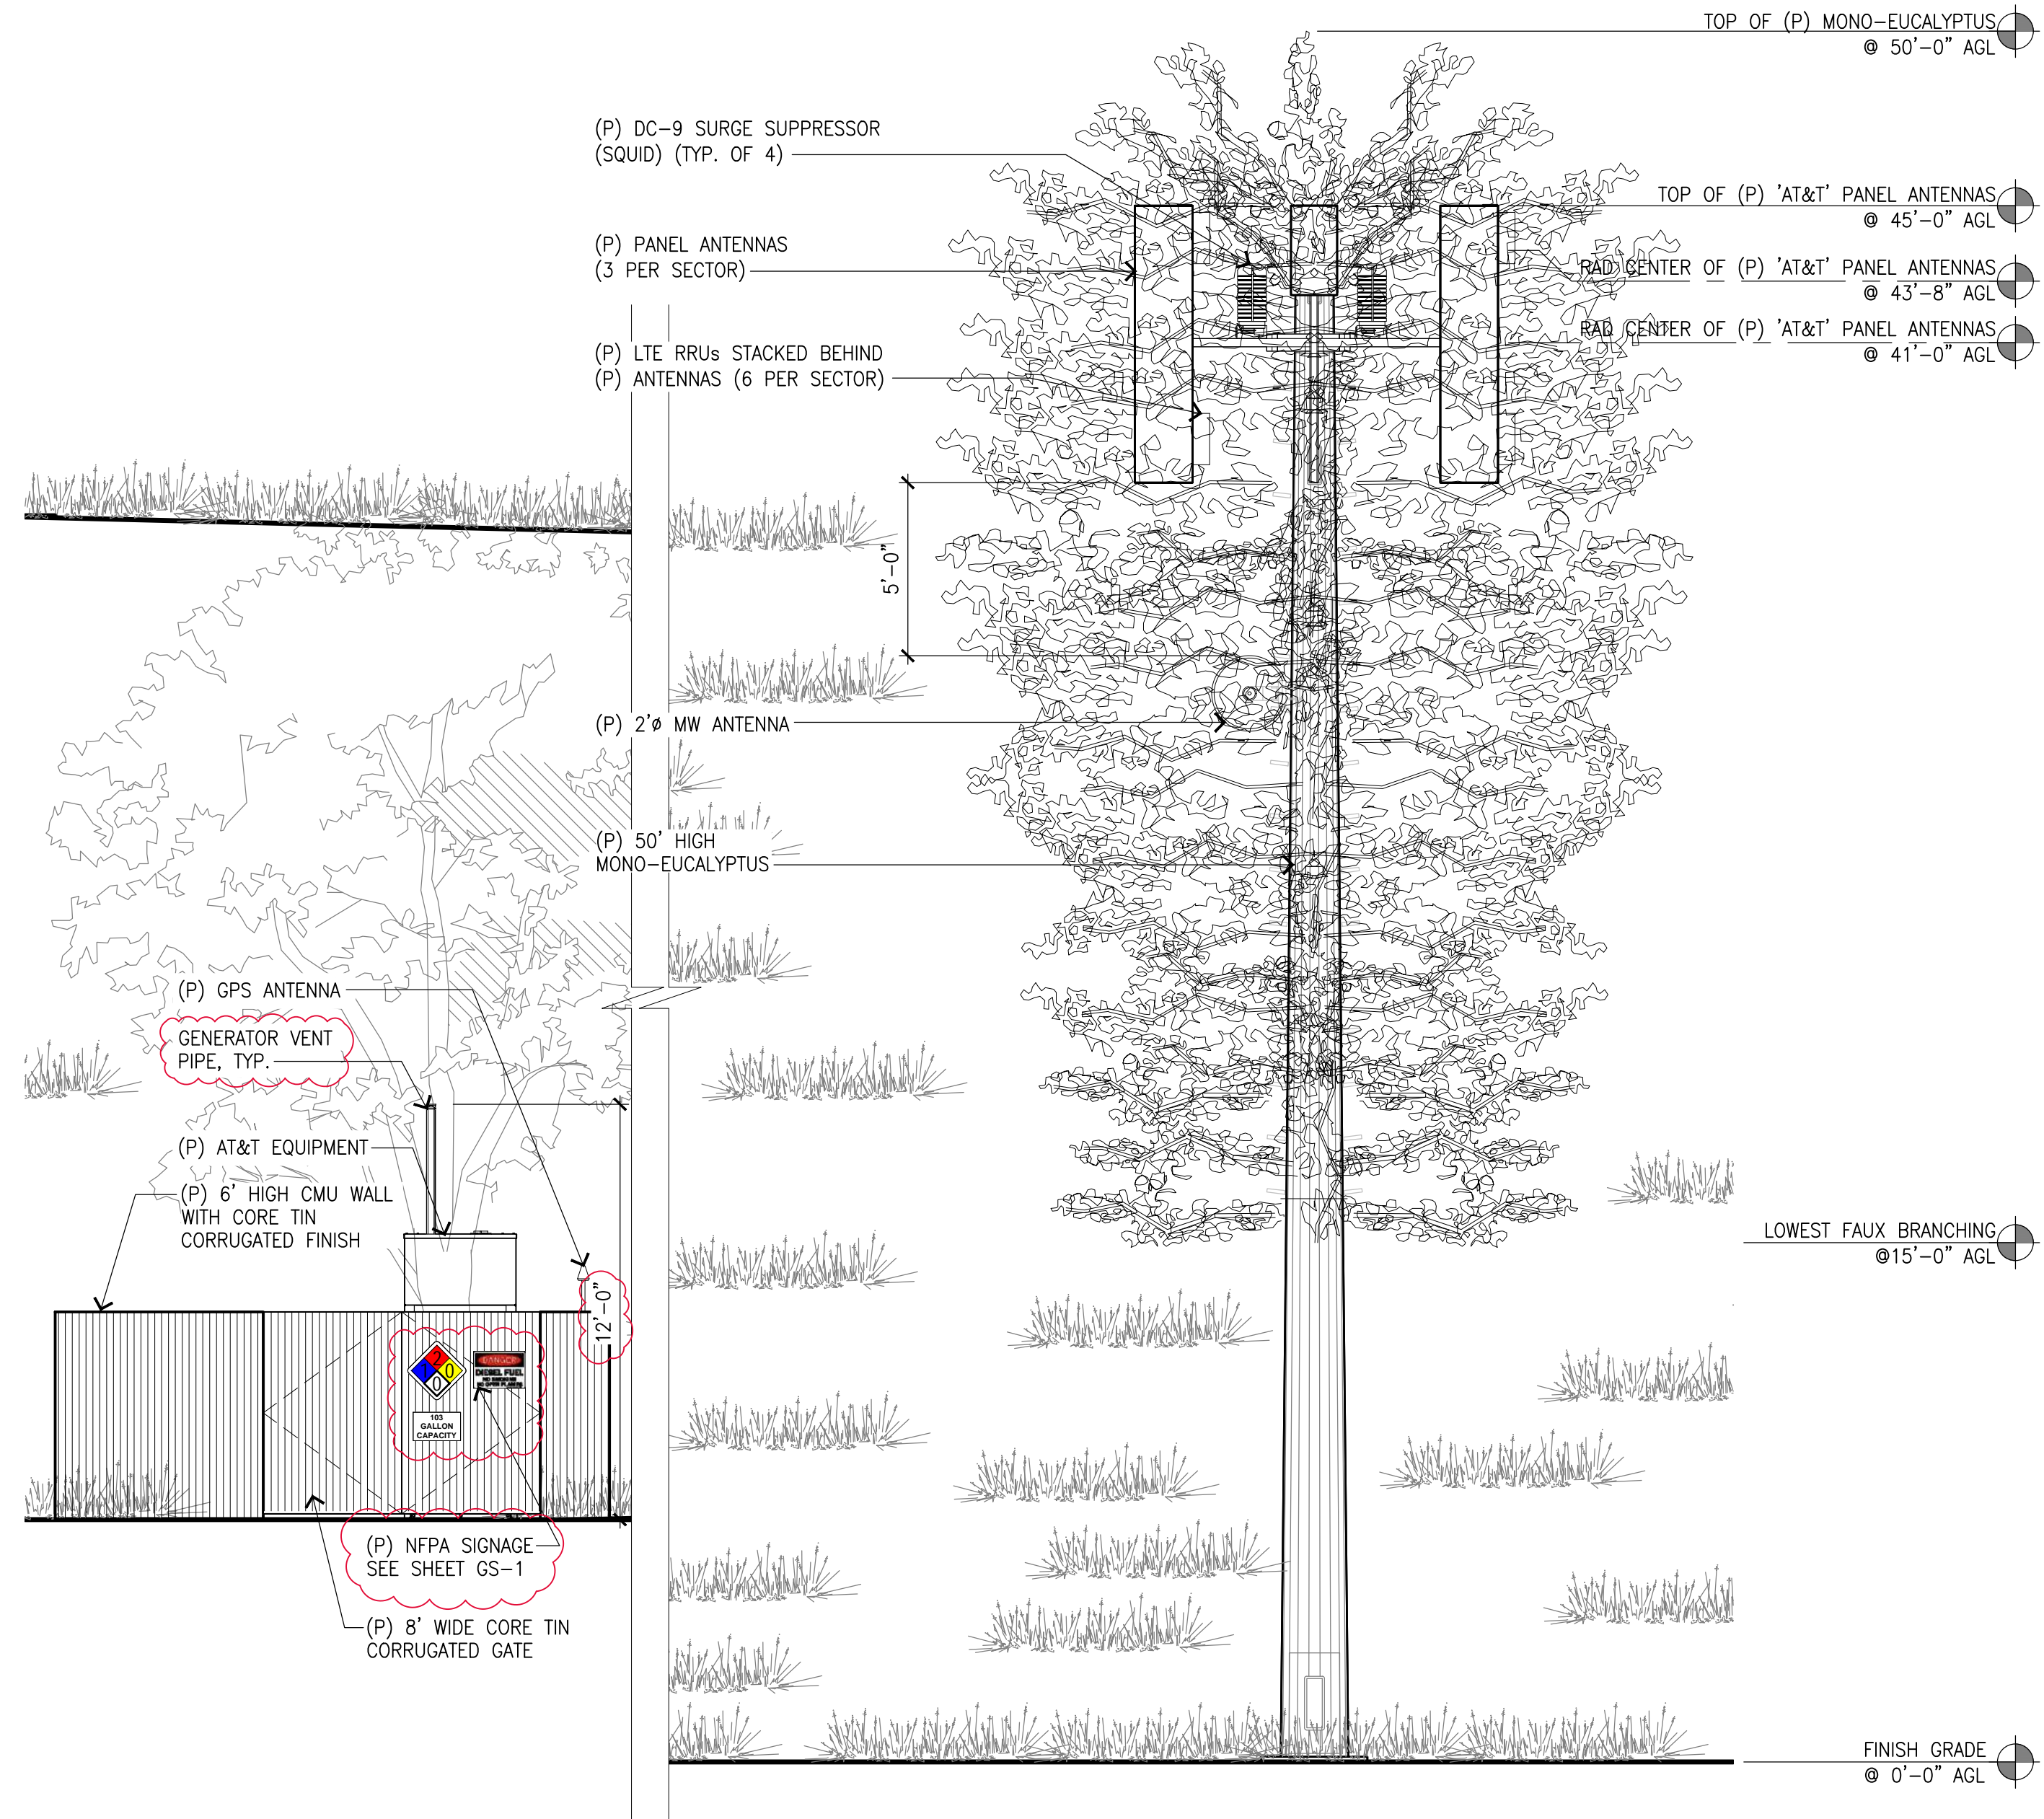 TOP OF (P) MONO-EUCALYPTUS
@ 50'-0" AGL
(P) DC-9 SURGE SUPPRESSOR
(SQUID) (TYP. OF 4)
TOP OF (P) 'AT&T' PANEL ANTENNAS
@ 45'-0" AGL
(P) PANEL ANTENNAS
(3 PER SECTOR)
RAD CENTER OF (P) 'AT&T' PANEL ANTENNAS
@ 43'-8" AGL
RAD CENTER OF (P) 'AT&T' PANEL ANTENNAS
@ 41'-0" AGL
(P) LTE RRUs STACKED BEHIND
(P) ANTENNAS (6 PER SECTOR)
5'-0"
(P) 2'ø MW ANTENNA
(P) 50' HIGH
MONO-EUCALYPTUS
(P) GPS ANTENNA
GENERATOR VENT
PIPE, TYP.
(P) AT&T EQUIPMENT
(P) 6' HIGH CMU WALL
WITH CORE TIN
CORRUGATED FINISH
LOWEST FAUX BRANCHING
@15'-0" AGL
12'-0"
2
1
0
0
DANGER
DIESEL FUEL
NO SMOKING
NO OPEN FLAMES
103
GALLON
CAPACITY
(P) NFPA SIGNAGE
SEE SHEET GS-1
(P) 8' WIDE CORE TIN
CORRUGATED GATE
FINISH GRADE
@ 0'-0" AGL